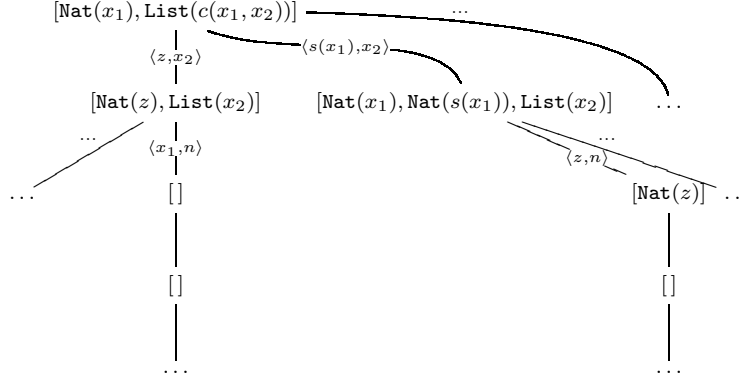 [Nat(x₁), List(c(x₁, x₂))] ...
⟨z,x₂⟩ ⟨s(x₁),x₂⟩
[Nat(z), List(x₂)] [Nat(x₁), Nat(s(x₁)), List(x₂)] ...
... ⟨x₁,n⟩ ⟨z,n⟩ ...
... [ ] [Nat(z)] ..
[ ] [ ]
... ...